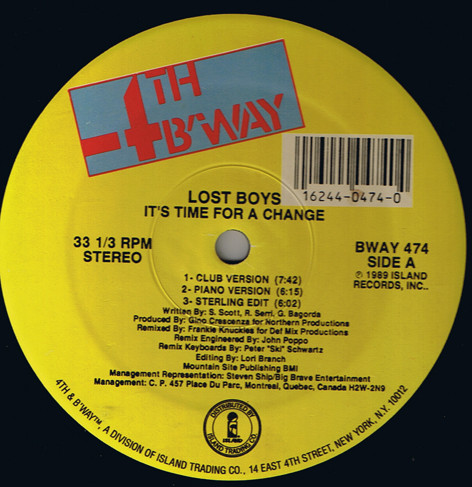 4TH
B'WAY
16244-0474-0
LOST BOYS
IT'S TIME FOR A CHANGE
33 1/3 RPM
STEREO
BWAY 474
SIDE A
℗ 1989 ISLAND
RECORDS, INC..
1- CLUB VERSION (7:42)
2- PIANO VERSION (6:15)
3- STERLING EDIT (6:02)
Written By: S. Scott, R. Serri, G. Bagorda
Produced By: Gino Crescenza for Northern Productions
Remixed By: Frankie Knuckles for Def Mix Productions
Remix Engineered By: John Poppo
Remix Keyboards By: Peter "Ski" Schwartz
Editing By: Lori Branch
Mountain Site Publishing BMI
Management Representation: Steven Ship/Big Brave Entertainment
Management: C. P. 457 Place Du Parc, Montreal, Quebec, Canada H2W-2N9
DISTRIBUTED BY
ISLAND
ISLAND TRADING CO.
4TH & B'WAY™, A DIVISION OF ISLAND TRADING CO., 14 EAST 4TH STREET, NEW YORK, N.Y. 10012